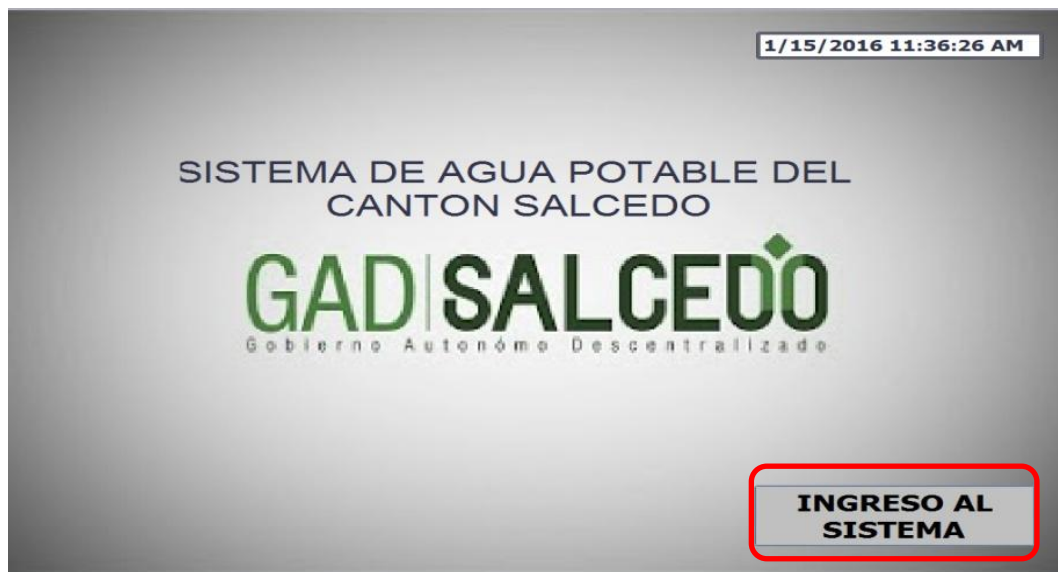 1/15/2016 11:36:26 AM
SISTEMA DE AGUA POTABLE DEL
CANTON SALCEDO
GAD|SALCEDO
Gobierno Autonómo Descentralizado
INGRESO AL
SISTEMA